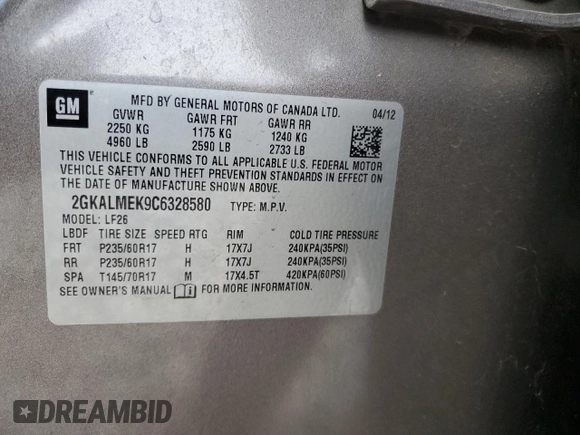 GM
MFD BY GENERAL MOTORS OF CANADA LTD.
04/12
GVWR GAWR FRT GAWR RR
2250 KG 1175 KG 1240 KG
4960 LB 2590 LB 2733 LB
THIS VEHICLE CONFORMS TO ALL APPLICABLE U.S. FEDERAL MOTOR
VEHICLE SAFETY AND THEFT PREVENTION STANDARDS IN EFFECT ON
THE DATE OF MANUFACTURE SHOWN ABOVE.
2GKALMEK9C6328580 TYPE: M.P.V.
MODEL: LF26
LBDF TIRE SIZE SPEED RTG RIM COLD TIRE PRESSURE
FRT P235/60R17 H 17X7J 240KPA(35PSI)
RR P235/60R17 H 17X7J 240KPA(35PSI)
SPA T145/70R17 M 17X4.5T 420KPA(60PSI)
SEE OWNER'S MANUAL FOR MORE INFORMATION.
DREAMBID